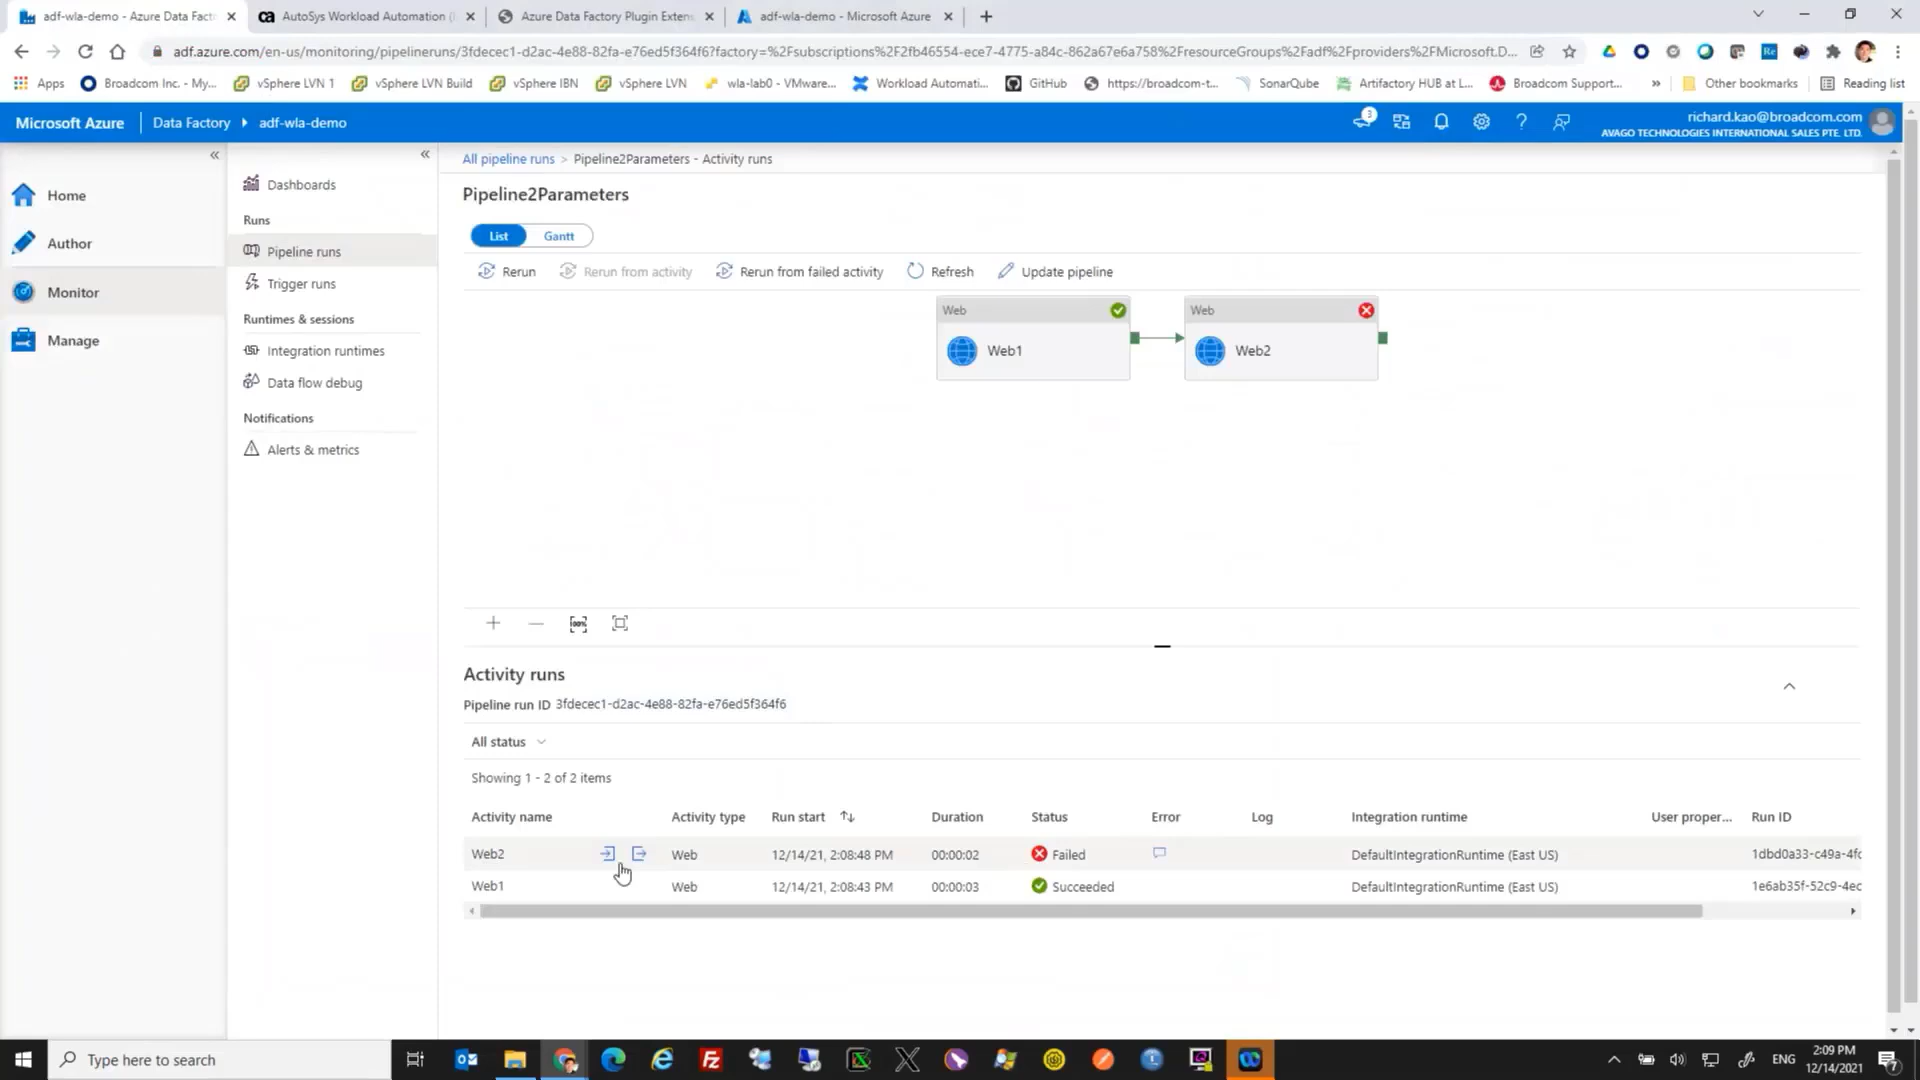 adf-wla-demo - Azure Data Fact
AutoSys Workload Automation (
Azure Data Factory Plugin Exten
adf-wla-demo - Microsoft Azure
adf.azure.com/en-us/monitoring/pipelineruns/3fdecec1-d2ac-4e88-82fa-e76ed5f364f6?factory=%2Fsubscriptions%2F2fb46554-ece7-4775-a84c-862a67e6a758%2FresourceGroups%2Fadf%2Fproviders%2FMicrosoft.D...
Apps
Broadcom Inc. - My...
vSphere LVN 1
vSphere LVN Build
vSphere IBN
vSphere LVN
wla-lab0 - VMware...
Workload Automati...
GitHub
https://broadcom-t...
SonarQube
Artifactory HUB at L...
Broadcom Support...
»
Other bookmarks
Reading list
Microsoft Azure
Data Factory
adf-wla-demo
3
richard.kao@broadcom.com
AVAGO TECHNOLOGIES INTERNATIONAL SALES PTE. LTD.
Home
Author
Monitor
Manage
Dashboards
Runs
Pipeline runs
Trigger runs
Runtimes & sessions
Integration runtimes
Data flow debug
Notifications
Alerts & metrics
All pipeline runs > Pipeline2Parameters - Activity runs
Pipeline2Parameters
List
Gantt
Rerun
Rerun from activity
Rerun from failed activity
Refresh
Update pipeline
Web
Web1
Web
Web2
Activity runs
Pipeline run ID 3fdecec1-d2ac-4e88-82fa-e76ed5f364f6
All status
Showing 1 - 2 of 2 items
Activity name Activity type Run start Duration Status Error Log Integration runtime User proper... Run ID
Web2 Web 12/14/21, 2:08:48 PM 00:00:02 Failed DefaultIntegrationRuntime (East US) 1dbd0a33-c49a-4fc
Web1 Web 12/14/21, 2:08:43 PM 00:00:03 Succeeded DefaultIntegrationRuntime (East US) 1e6ab35f-52c9-4ec
Type here to search
ENG
2:09 PM
12/14/2021
7